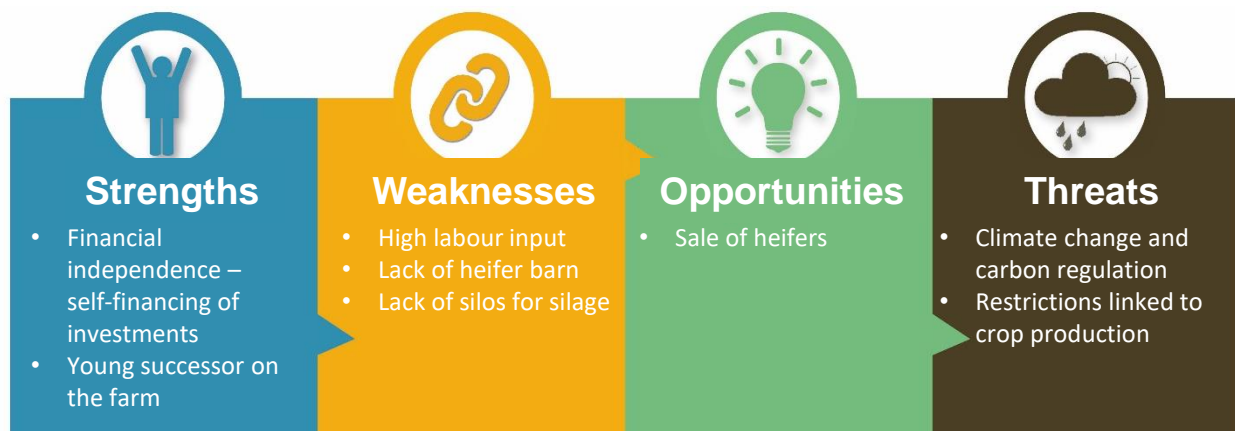 Strengths
• Financial
independence –
self-financing of
investments
• Young successor on
the farm
Weaknesses
• High labour input
• Lack of heifer barn
• Lack of silos for silage
Opportunities
• Sale of heifers
Threats
• Climate change and
carbon regulation
• Restrictions linked to
crop production